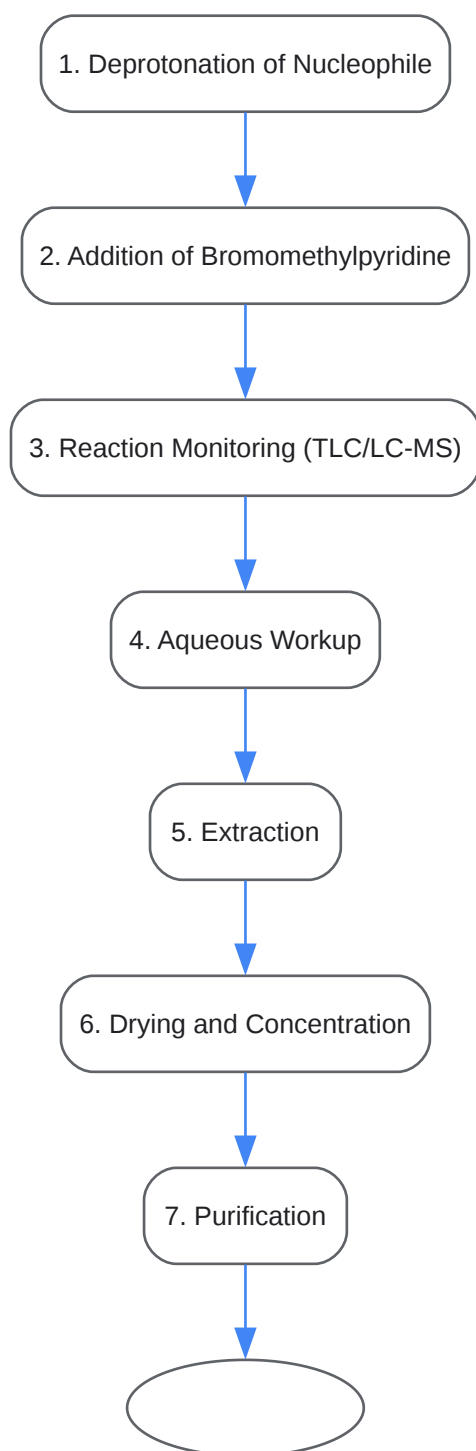 1. Deprotonation of Nucleophile
2. Addition of Bromomethylpyridine
3. Reaction Monitoring (TLC/LC-MS)
4. Aqueous Workup
5. Extraction
6. Drying and Concentration
7. Purification